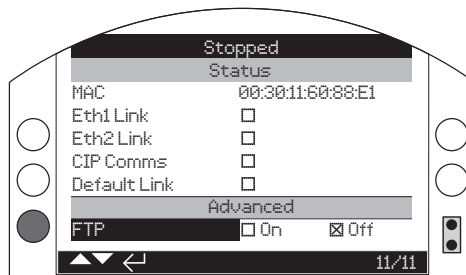 Stopped
Status
MAC 00:30:11:60:88:E1
Eth1 Link ☐
Eth2 Link ☐
CIP Comms ☐
Default Link ☐
Advanced
FTP ☐ On ☒ Off
11/11